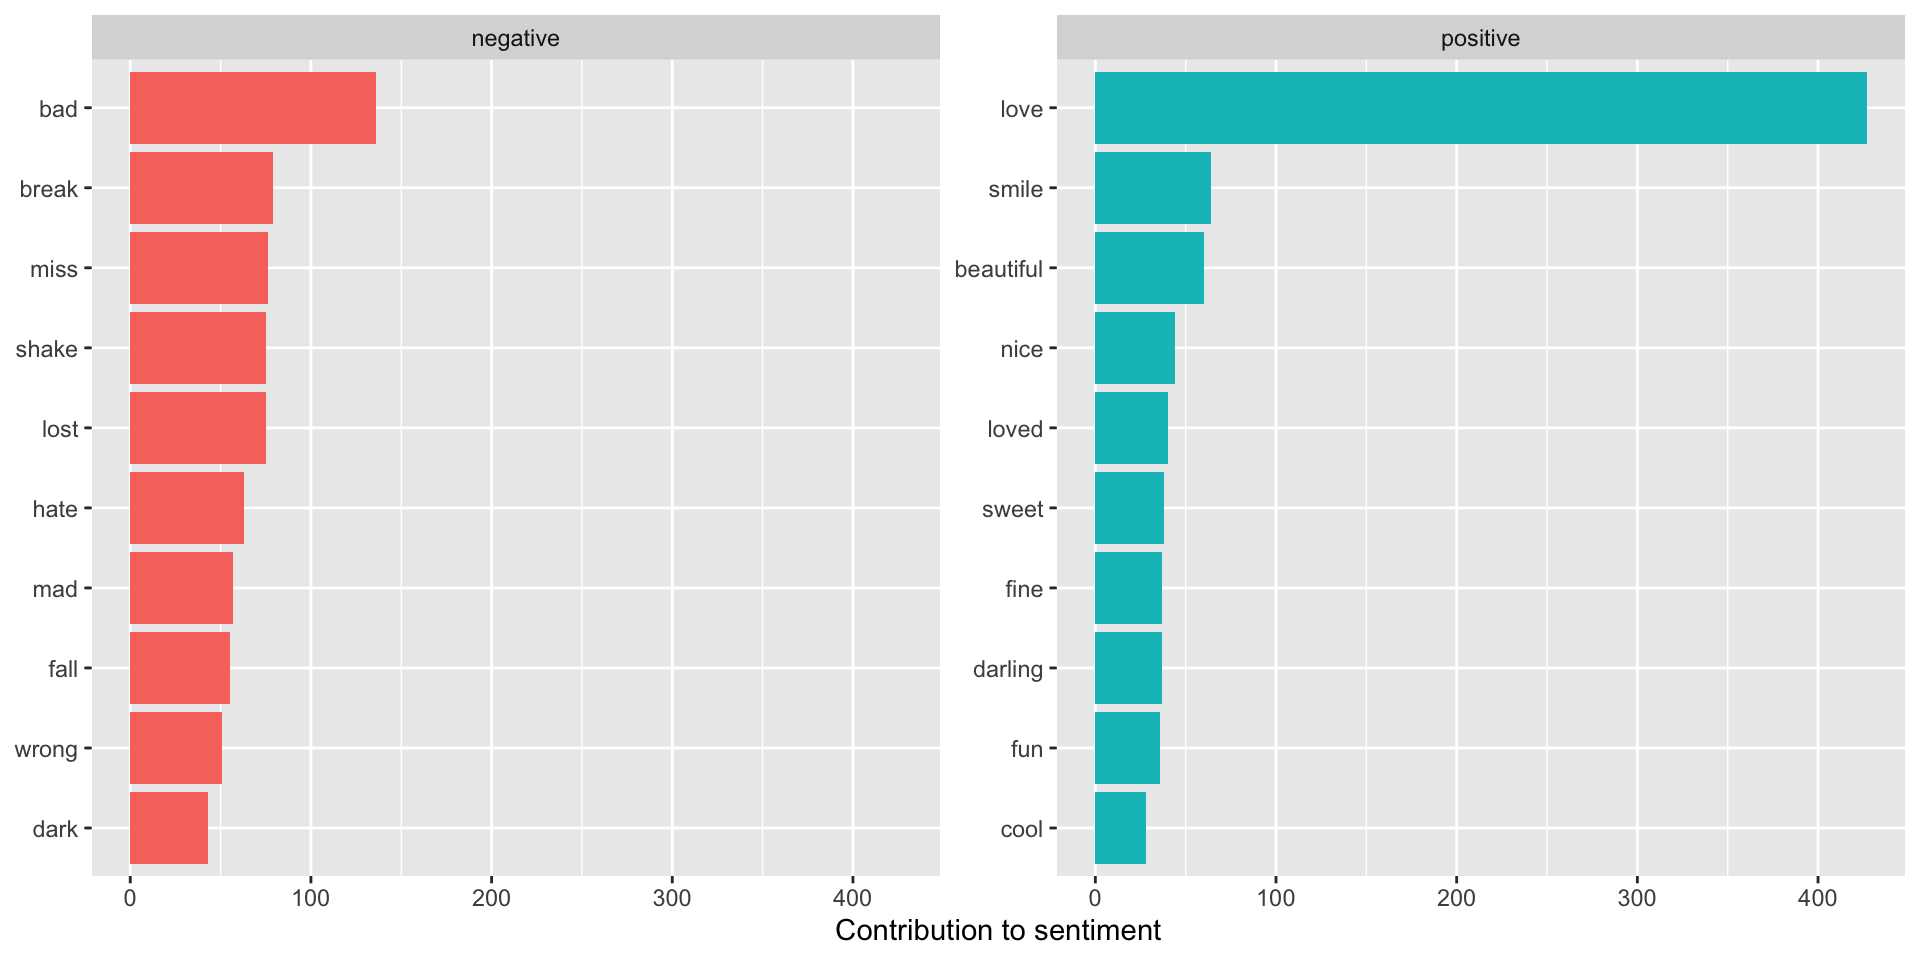 negative
bad
break
miss
shake
lost
hate
mad
fall
wrong
dark
0 100 200 300 400
positive
love
smile
beautiful
nice
loved
sweet
fine
darling
fun
cool
0 100 200 300 400
Contribution to sentiment